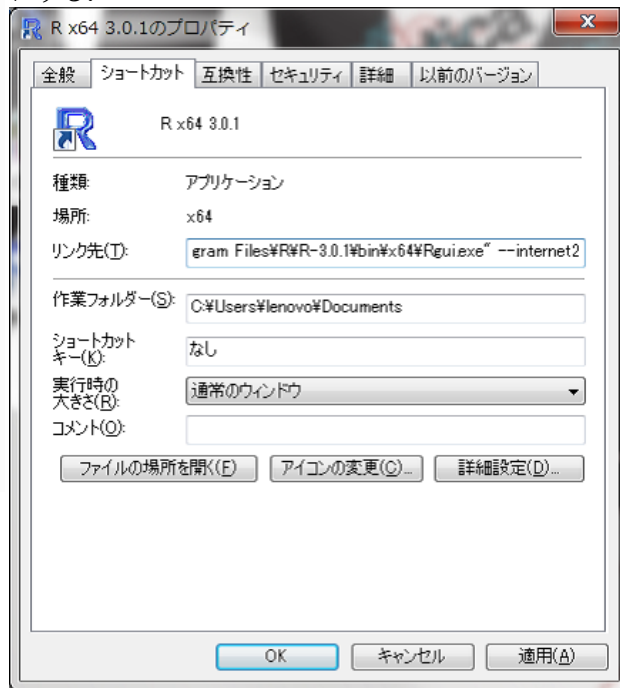 R x64 3.0.1のプロパティ
全般 ショートカット 互換性 セキュリティ 詳細 以前のバージョン
R x64 3.0.1
種類: アプリケーション
場所: x64
リンク先(T): gram Files¥R¥R-3.0.1¥bin¥x64¥Rgui.exe" --internet2
作業フォルダー(S): C:¥Users¥lenovo¥Documents
ショートカット
キー(K): なし
実行時の
大きさ(R): 通常のウィンドウ
コメント(O):
ファイルの場所を開く(F) アイコンの変更(C)... 詳細設定(D)...
OK キャンセル 適用(A)